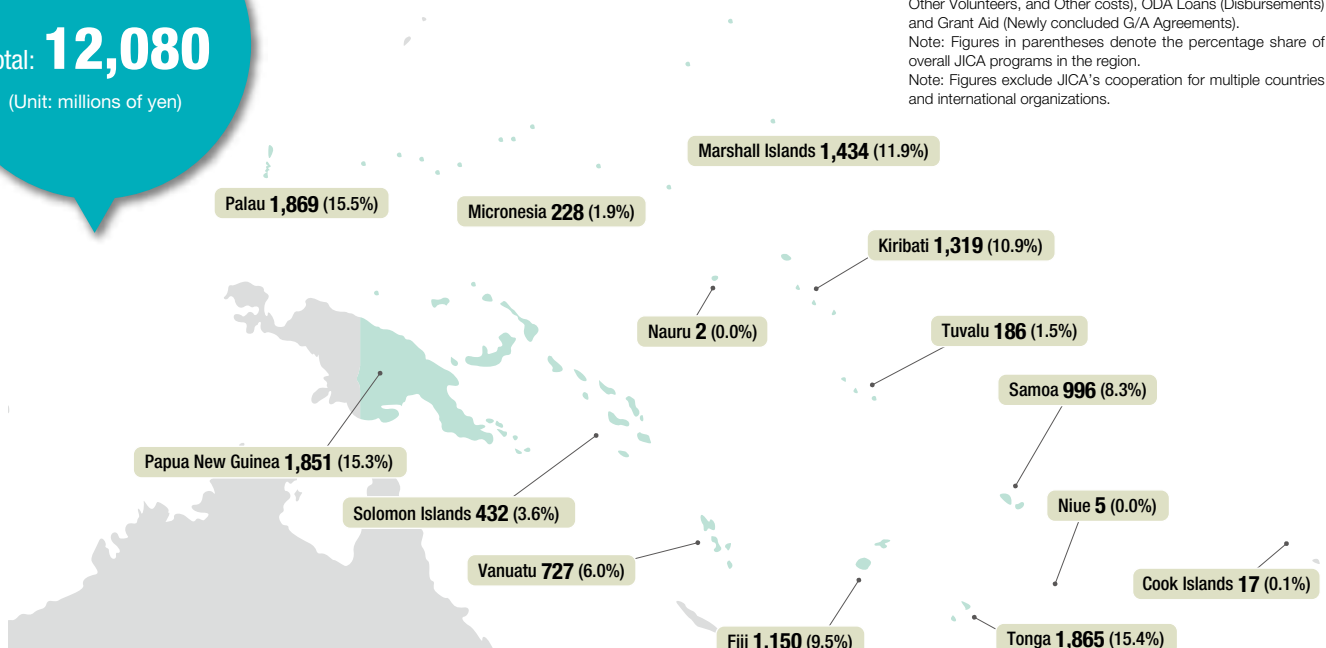 12,080
(Unit: millions of yen)
Other Volunteers, and Other costs), ODA Loans (Disbursements)
and Grant Aid (Newly concluded G/A Agreements).
Note: Figures in parentheses denote the percentage share of
overall JICA programs in the region.
Note: Figures exclude JICA's cooperation for multiple countries
and international organizations.
Marshall Islands 1,434 (11.9%)
Palau 1,869 (15.5%)
Micronesia 228 (1.9%)
Kiribati 1,319 (10.9%)
Nauru 2 (0.0%)
Tuvalu 186 (1.5%)
Samoa 996 (8.3%)
Papua New Guinea 1,851 (15.3%)
Solomon Islands 432 (3.6%)
Niue 5 (0.0%)
Vanuatu 727 (6.0%)
Cook Islands 17 (0.1%)
Fiji 1,150 (9.5%)
Tonga 1,865 (15.4%)